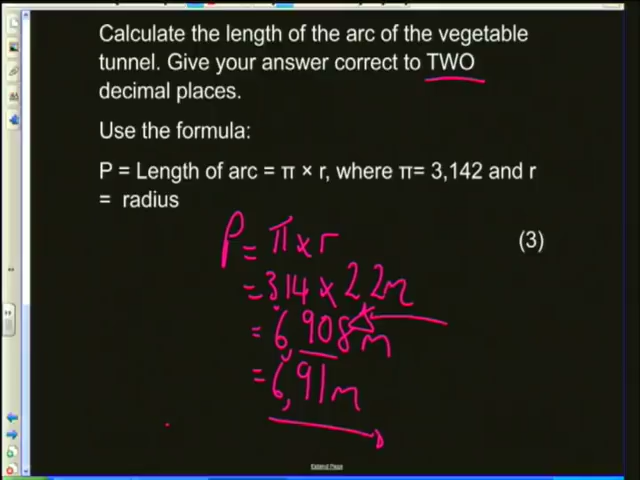 Calculate the length of the arc of the vegetable
tunnel. Give your answer correct to TWO
decimal places.
Use the formula:
P = Length of arc = π × r, where π= 3,142 and r
= radius
(3)
P = π × r
= 3,14 × 2,2m
= 6,908 m
= 6,91 m
Extend Page